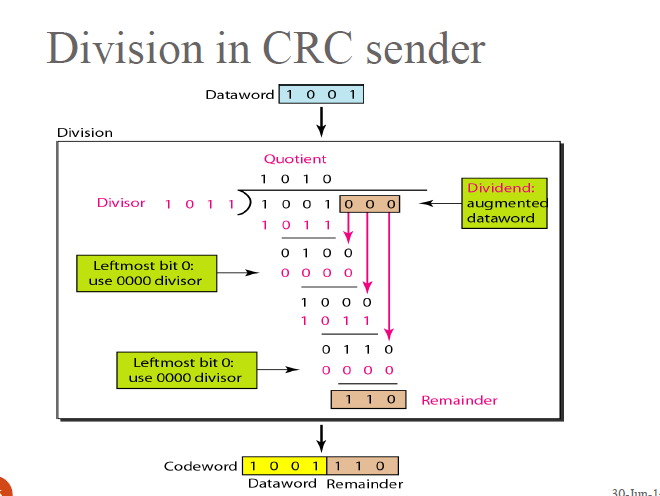 Division in CRC sender
Dataword 1 0 0 1
Division
Quotient
1 0 1 0
Divisor 1 0 1 1 ) 1 0 0 1 0 0 0
Dividend:
augmented
dataword
1 0 1 1
0 1 0 0
Leftmost bit 0:
use 0000 divisor
0 0 0 0
1 0 0 0
1 0 1 1
0 1 1 0
Leftmost bit 0:
use 0000 divisor
0 0 0 0
1 1 0 Remainder
Codeword 1 0 0 1 1 1 0
Dataword Remainder
30-Jun-1